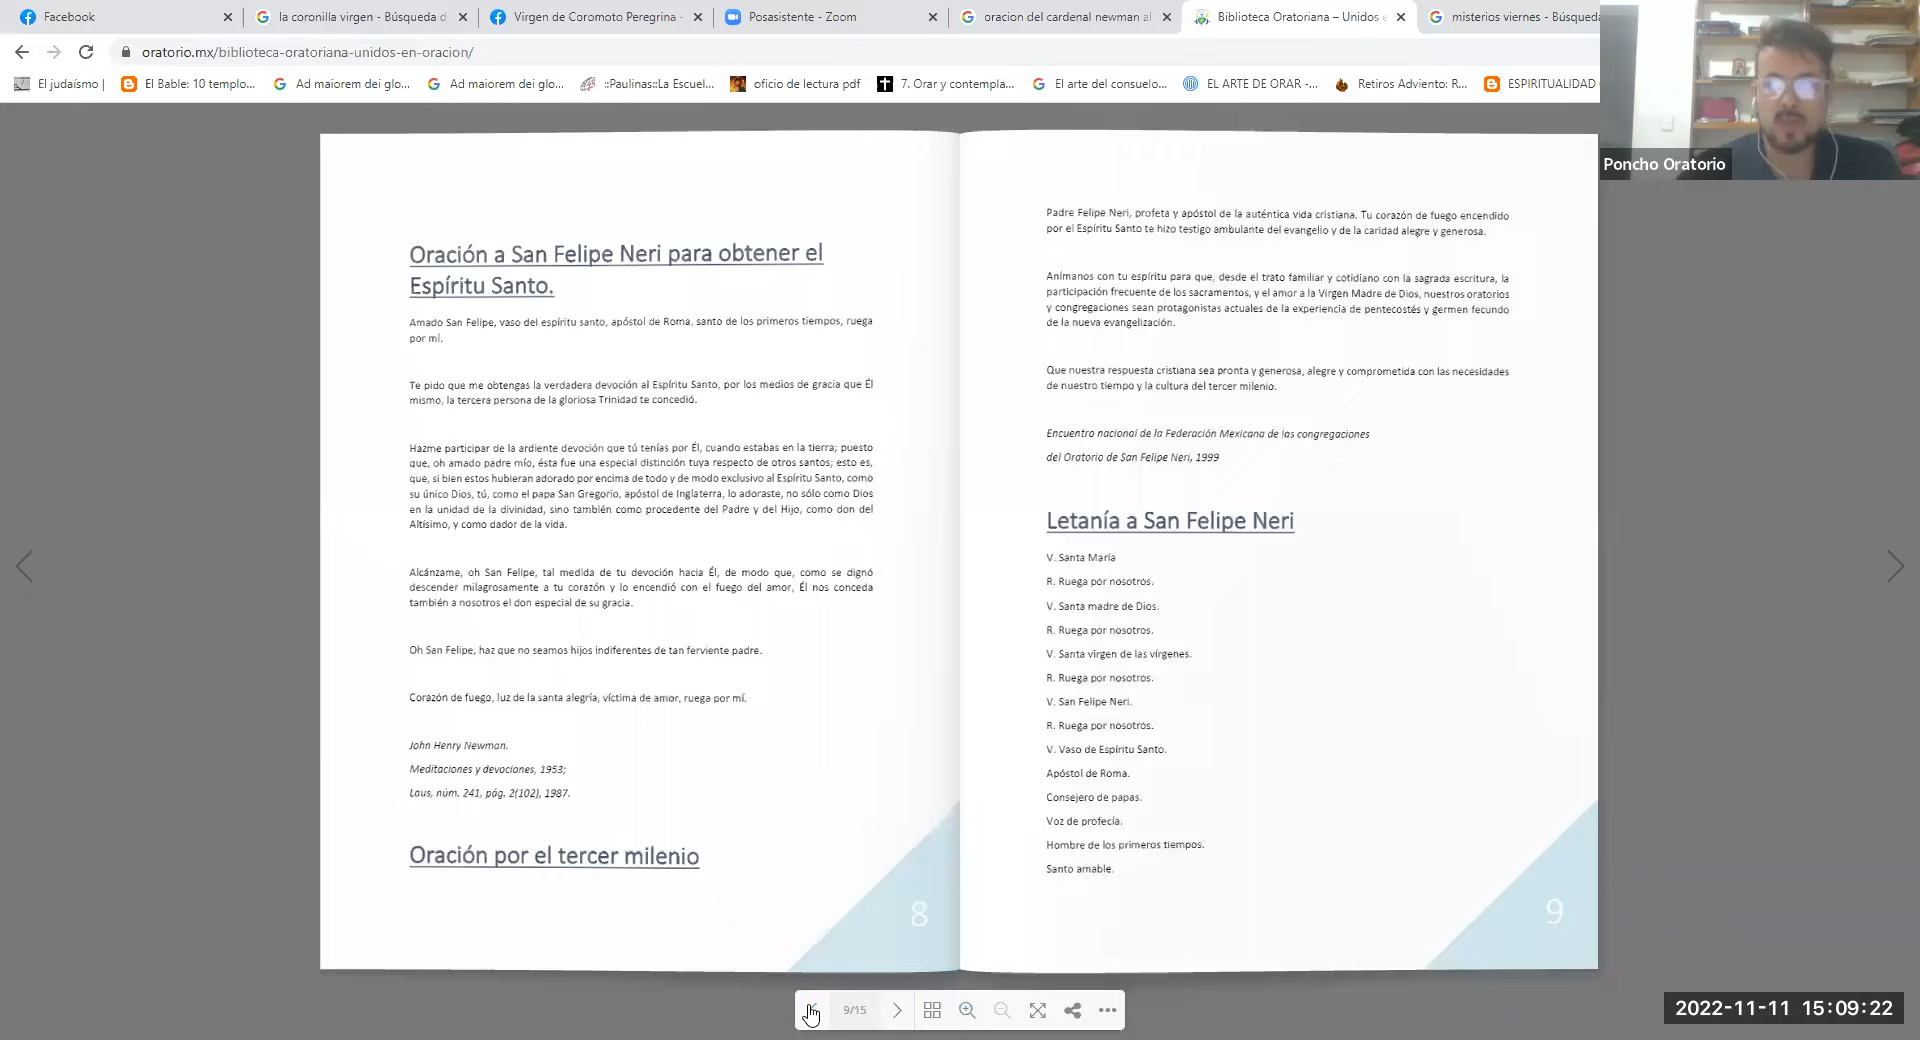 Facebook
la coronilla virgen - Búsqueda d
Virgen de Coromoto Peregrina -
Posasistente - Zoom
oracion del cardenal newman al
Biblioteca Oratoriana – Unidos e
misterios viernes - Búsqueda
oratorio.mx/biblioteca-oratoriana-unidos-en-oracion/
El judaísmo |
El Bable: 10 templo...
Ad maiorem dei glo...
Ad maiorem dei glo...
::Paulinas::La Escuel...
oficio de lectura pdf
7. Orar y contempla...
El arte del consuelo...
EL ARTE DE ORAR -...
Retiros Adviento: R...
ESPIRITUALIDAD
Poncho Oratorio
Oración a San Felipe Neri para obtener el
Espíritu Santo.
Amado San Felipe, vaso del espíritu santo, apóstol de Roma, santo de los primeros tiempos, ruega
por mí.
Te pido que me obtengas la verdadera devoción al Espíritu Santo, por los medios de gracia que Él
mismo, la tercera persona de la gloriosa Trinidad te concedió.
Hazme participar de la ardiente devoción que tú tenías por Él, cuando estabas en la tierra; puesto
que, oh amado padre mío, ésta fue una especial distinción tuya respecto de otros santos; esto es,
que, si bien estos hubieran adorado por encima de todo y de modo exclusivo al Espíritu Santo, como
su único Dios, tú, como el papa San Gregorio, apóstol de Inglaterra, lo adoraste, no sólo como Dios
en la unidad de la divinidad, sino también como procedente del Padre y del Hijo, como don del
Altísimo, y como dador de la vida.
Alcánzame, oh San Felipe, tal medida de tu devoción hacia Él, de modo que, como se dignó
descender milagrosamente a tu corazón y lo encendió con el fuego del amor, Él nos conceda
también a nosotros el don especial de su gracia.
Oh San Felipe, haz que no seamos hijos indiferentes de tan ferviente padre.
Corazón de fuego, luz de la santa alegría, víctima de amor, ruega por mí.
John Henry Newman.
Meditaciones y devociones, 1953;
Laus, núm. 241, pág. 2(102), 1987.
Oración por el tercer milenio
8
Padre Felipe Neri, profeta y apóstol de la auténtica vida cristiana. Tu corazón de fuego encendido
por el Espíritu Santo te hizo testigo ambulante del evangelio y de la caridad alegre y generosa.
Anímanos con tu espíritu para que, desde el trato familiar y cotidiano con la sagrada escritura, la
participación frecuente de los sacramentos, y el amor a la Virgen Madre de Dios, nuestros oratorios
y congregaciones sean protagonistas actuales de la experiencia de pentecostés y germen fecundo
de la nueva evangelización.
Que nuestra respuesta cristiana sea pronta y generosa, alegre y comprometida con las necesidades
de nuestro tiempo y la cultura del tercer milenio.
Encuentro nacional de la Federación Mexicana de las congregaciones
del Oratorio de San Felipe Neri, 1999
Letanía a San Felipe Neri
V. Santa María
R. Ruega por nosotros.
V. Santa madre de Dios.
R. Ruega por nosotros.
V. Santa virgen de las vírgenes.
R. Ruega por nosotros.
V. San Felipe Neri.
R. Ruega por nosotros.
V. Vaso de Espíritu Santo.
Apóstol de Roma.
Consejero de papas.
Voz de profecía.
Hombre de los primeros tiempos.
Santo amable.
9
9/15
2022-11-11 15:09:22